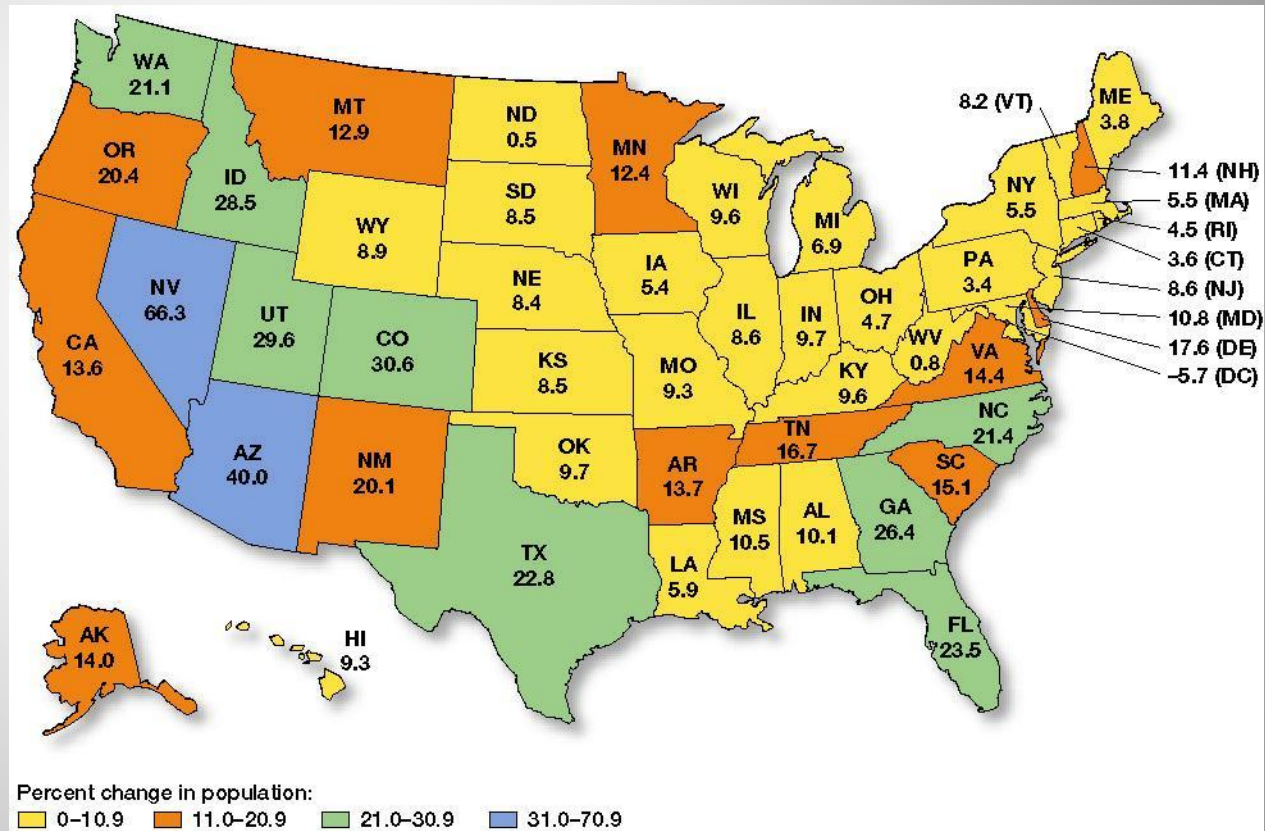 WA
21.1
MT
12.9
ND
0.5
MN
12.4
8.2 (VT)
ME
3.8
OR
20.4
ID
28.5
SD
8.5
WI
9.6
MI
6.9
NY
5.5
11.4 (NH)
5.5 (MA)
4.5 (RI)
3.6 (CT)
8.6 (NJ)
10.8 (MD)
17.6 (DE)
–5.7 (DC)
WY
8.9
NE
8.4
IA
5.4
PA
3.4
NV
66.3
UT
29.6
CO
30.6
IL
8.6
IN
9.7
OH
4.7
WV
0.8
VA
14.4
CA
13.6
KS
8.5
MO
9.3
KY
9.6
NC
21.4
AZ
40.0
NM
20.1
OK
9.7
AR
13.7
TN
16.7
SC
15.1
TX
22.8
LA
5.9
MS
10.5
AL
10.1
GA
26.4
FL
23.5
AK
14.0
HI
9.3
Percent change in population:
0–10.9 11.0–20.9 21.0–30.9 31.0–70.9